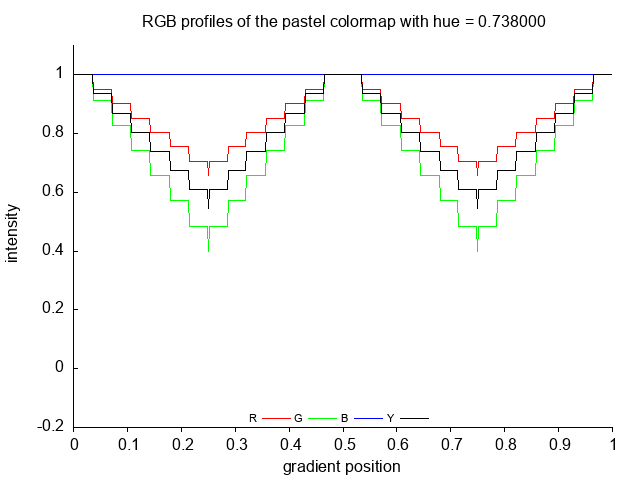 RGB profiles of the pastel colormap with hue = 0.738000
1
0.8
0.6
0.4
0.2
0
-0.2
intensity
R G B Y
0 0.1 0.2 0.3 0.4 0.5 0.6 0.7 0.8 0.9 1
gradient position